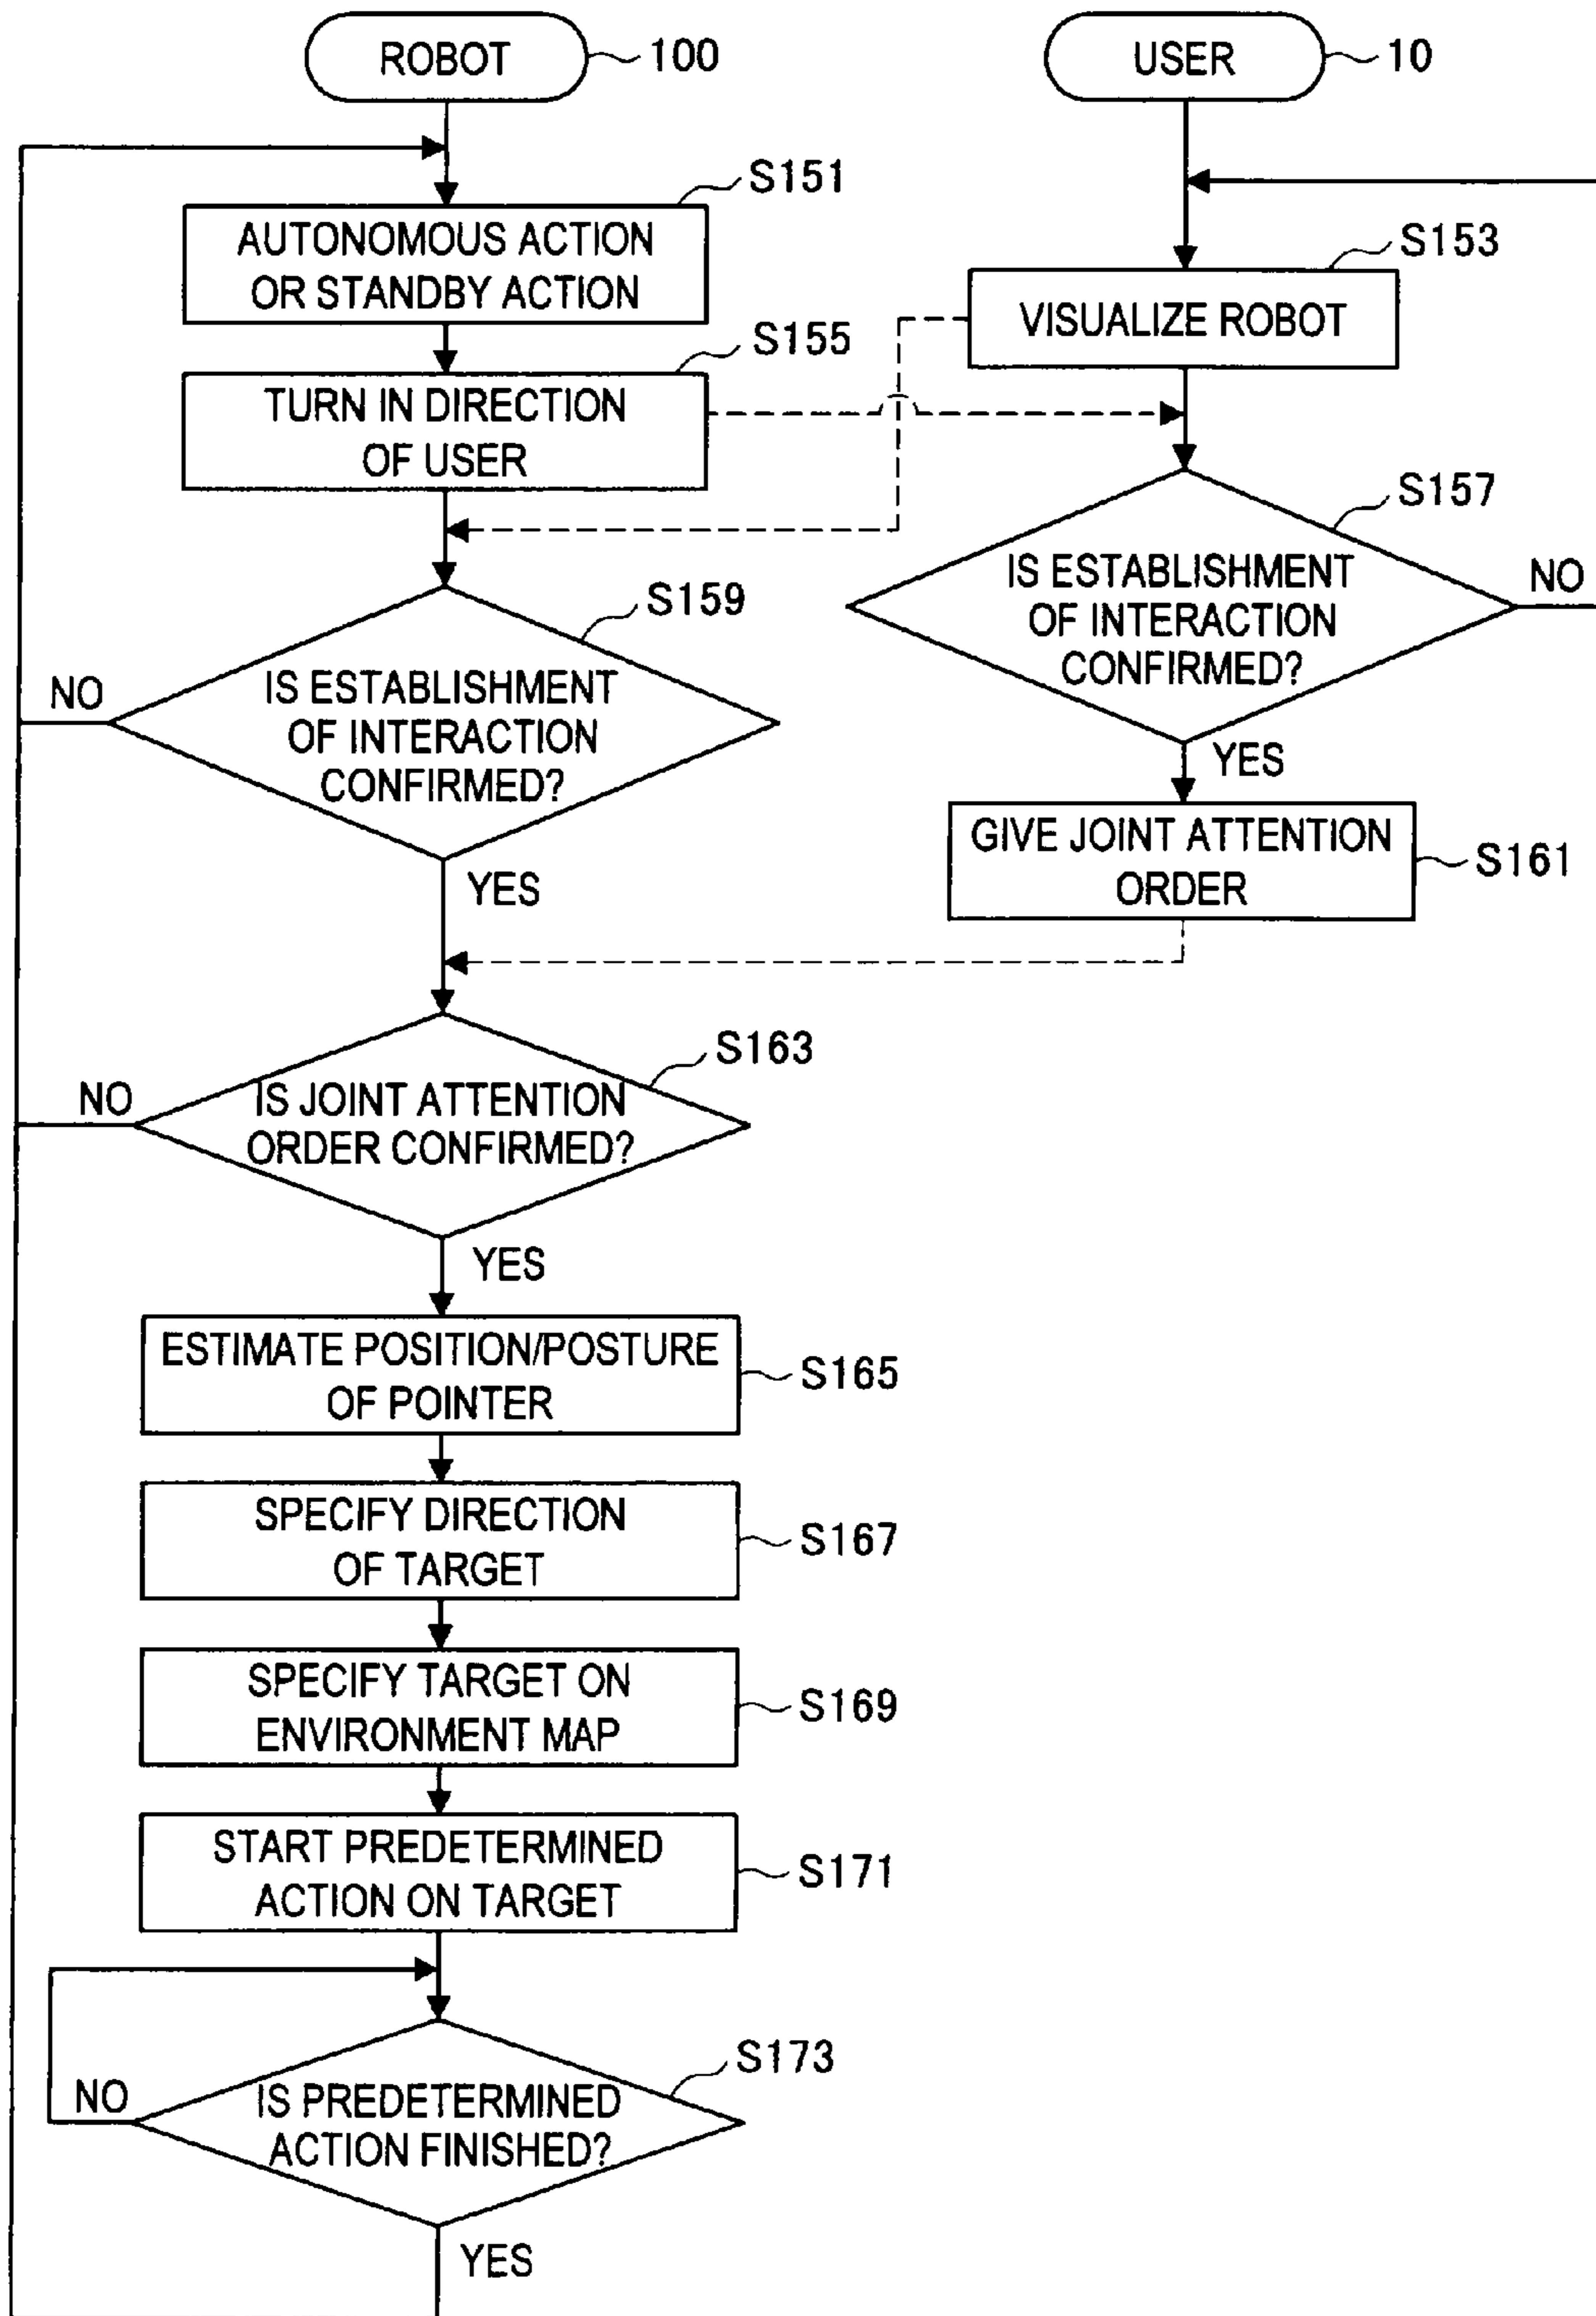 ROBOT
100
USER
10
S151
AUTONOMOUS ACTION
OR STANDBY ACTION
S153
VISUALIZE ROBOT
S155
TURN IN DIRECTION
OF USER
S157
IS ESTABLISHMENT
OF INTERACTION
CONFIRMED?
NO
YES
S159
IS ESTABLISHMENT
OF INTERACTION
CONFIRMED?
NO
YES
GIVE JOINT ATTENTION
ORDER
S161
S163
IS JOINT ATTENTION
ORDER CONFIRMED?
NO
YES
ESTIMATE POSITION/POSTURE
OF POINTER
S165
SPECIFY DIRECTION
OF TARGET
S167
SPECIFY TARGET ON
ENVIRONMENT MAP
S169
START PREDETERMINED
ACTION ON TARGET
S171
S173
IS PREDETERMINED
ACTION FINISHED?
NO
YES